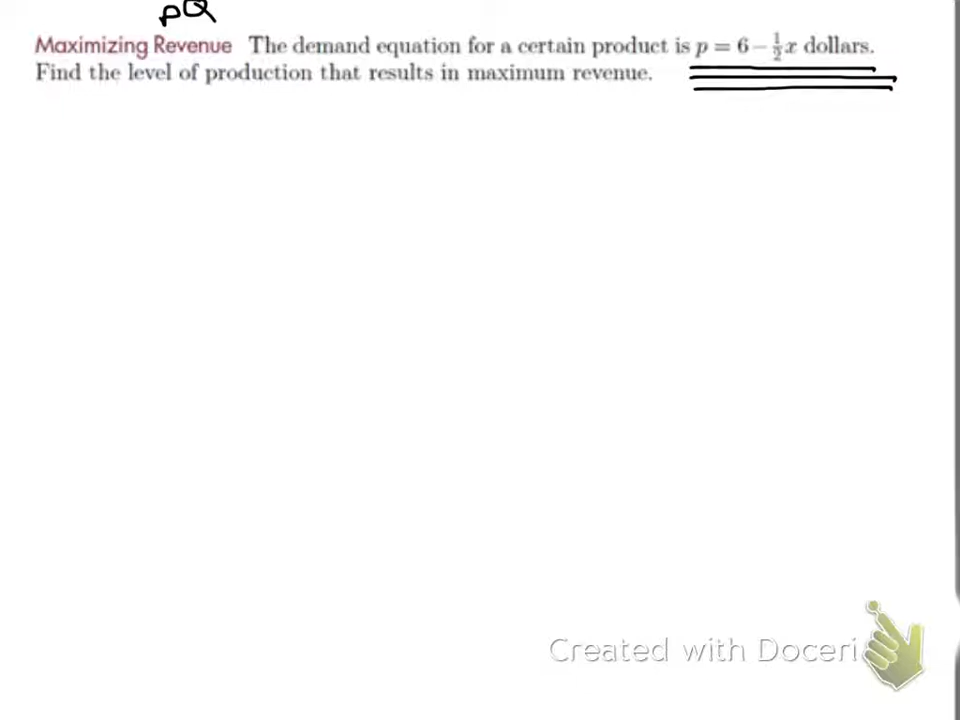 PQ
Maximizing Revenue The demand equation for a certain product is p = 6 − ½x dollars.
Find the level of production that results in maximum revenue.
Created with Doceri